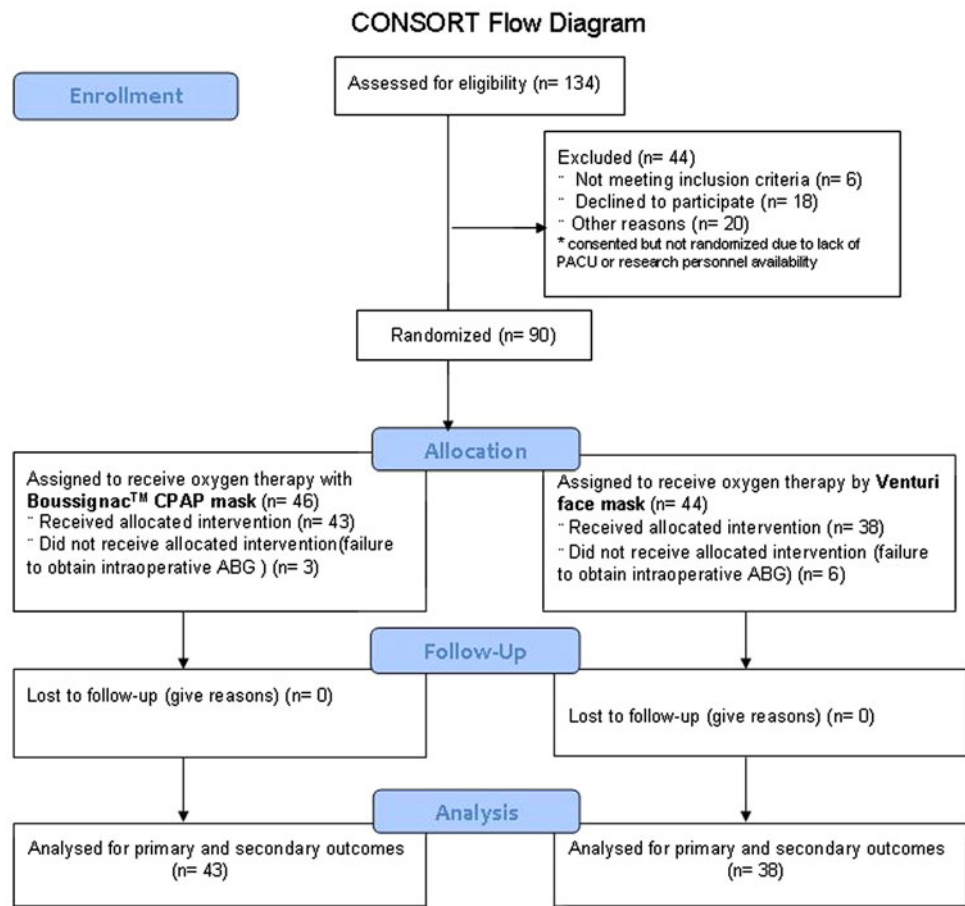 CONSORT Flow Diagram
Enrollment
Assessed for eligibility (n= 134)
Excluded (n= 44)
¨ Not meeting inclusion criteria (n= 6)
¨ Declined to participate (n= 18)
¨ Other reasons (n= 20)
* consented but not randomized due to lack of
PACU or research personnel availability
Randomized (n= 90)
Allocation
Assigned to receive oxygen therapy with
Boussignac™ CPAP mask (n= 46)
¨ Received allocated intervention (n= 43)
¨ Did not receive allocated intervention(failure
to obtain intraoperative ABG ) (n= 3)
Assigned to receive oxygen therapy by Venturi
face mask (n= 44)
¨ Received allocated intervention (n= 38)
¨ Did not receive allocated intervention (failure
to obtain intraoperative ABG) (n= 6)
Follow-Up
Lost to follow-up (give reasons) (n= 0)
Lost to follow-up (give reasons) (n= 0)
Analysis
Analysed for primary and secondary outcomes
(n= 43)
Analysed for primary and secondary outcomes
(n= 38)